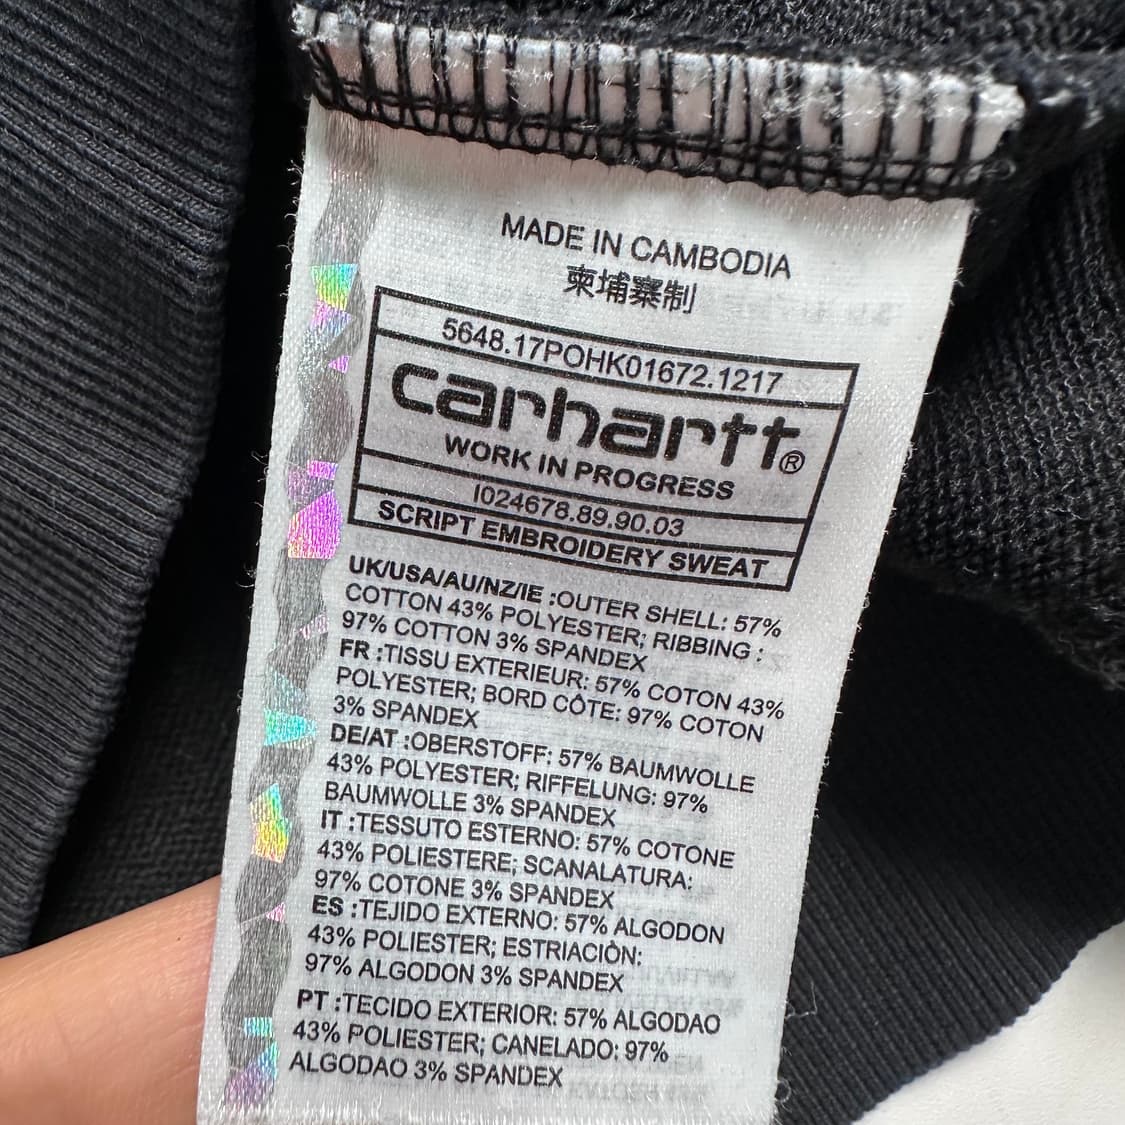 MADE IN CAMBODIA
柬埔寨制
5648.17POHK01672.1217
carhartt®
WORK IN PROGRESS
I024678.89.90.03
SCRIPT EMBROIDERY SWEAT
UK/USA/AU/NZ/IE :OUTER SHELL: 57%
COTTON 43% POLYESTER; RIBBING :
97% COTTON 3% SPANDEX
FR :TISSU EXTERIEUR: 57% COTON 43%
POLYESTER; BORD CÔTE: 97% COTON
3% SPANDEX
DE/AT :OBERSTOFF: 57% BAUMWOLLE
43% POLYESTER; RIFFELUNG: 97%
BAUMWOLLE 3% SPANDEX
IT :TESSUTO ESTERNO: 57% COTONE
43% POLIESTERE; SCANALATURA:
97% COTONE 3% SPANDEX
ES :TEJIDO EXTERNO: 57% ALGODON
43% POLIESTER; ESTRIACIÒN:
97% ALGODON 3% SPANDEX
PT :TECIDO EXTERIOR: 57% ALGODAO
43% POLIESTER; CANELADO: 97%
ALGODAO 3% SPANDEX